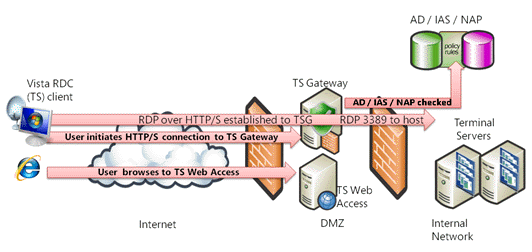 AD / IAS / NAP
policy
rules
Vista RDC
(TS) client
TS Gateway
AD / IAS / NAP checked
RDP over HTTP/S established to TSG
RDP 3389 to host
User initiates HTTP/S connection to TS Gateway
Terminal
Servers
User browses to TS Web Access
TS Web
Access
Internet
DMZ
Internal
Network